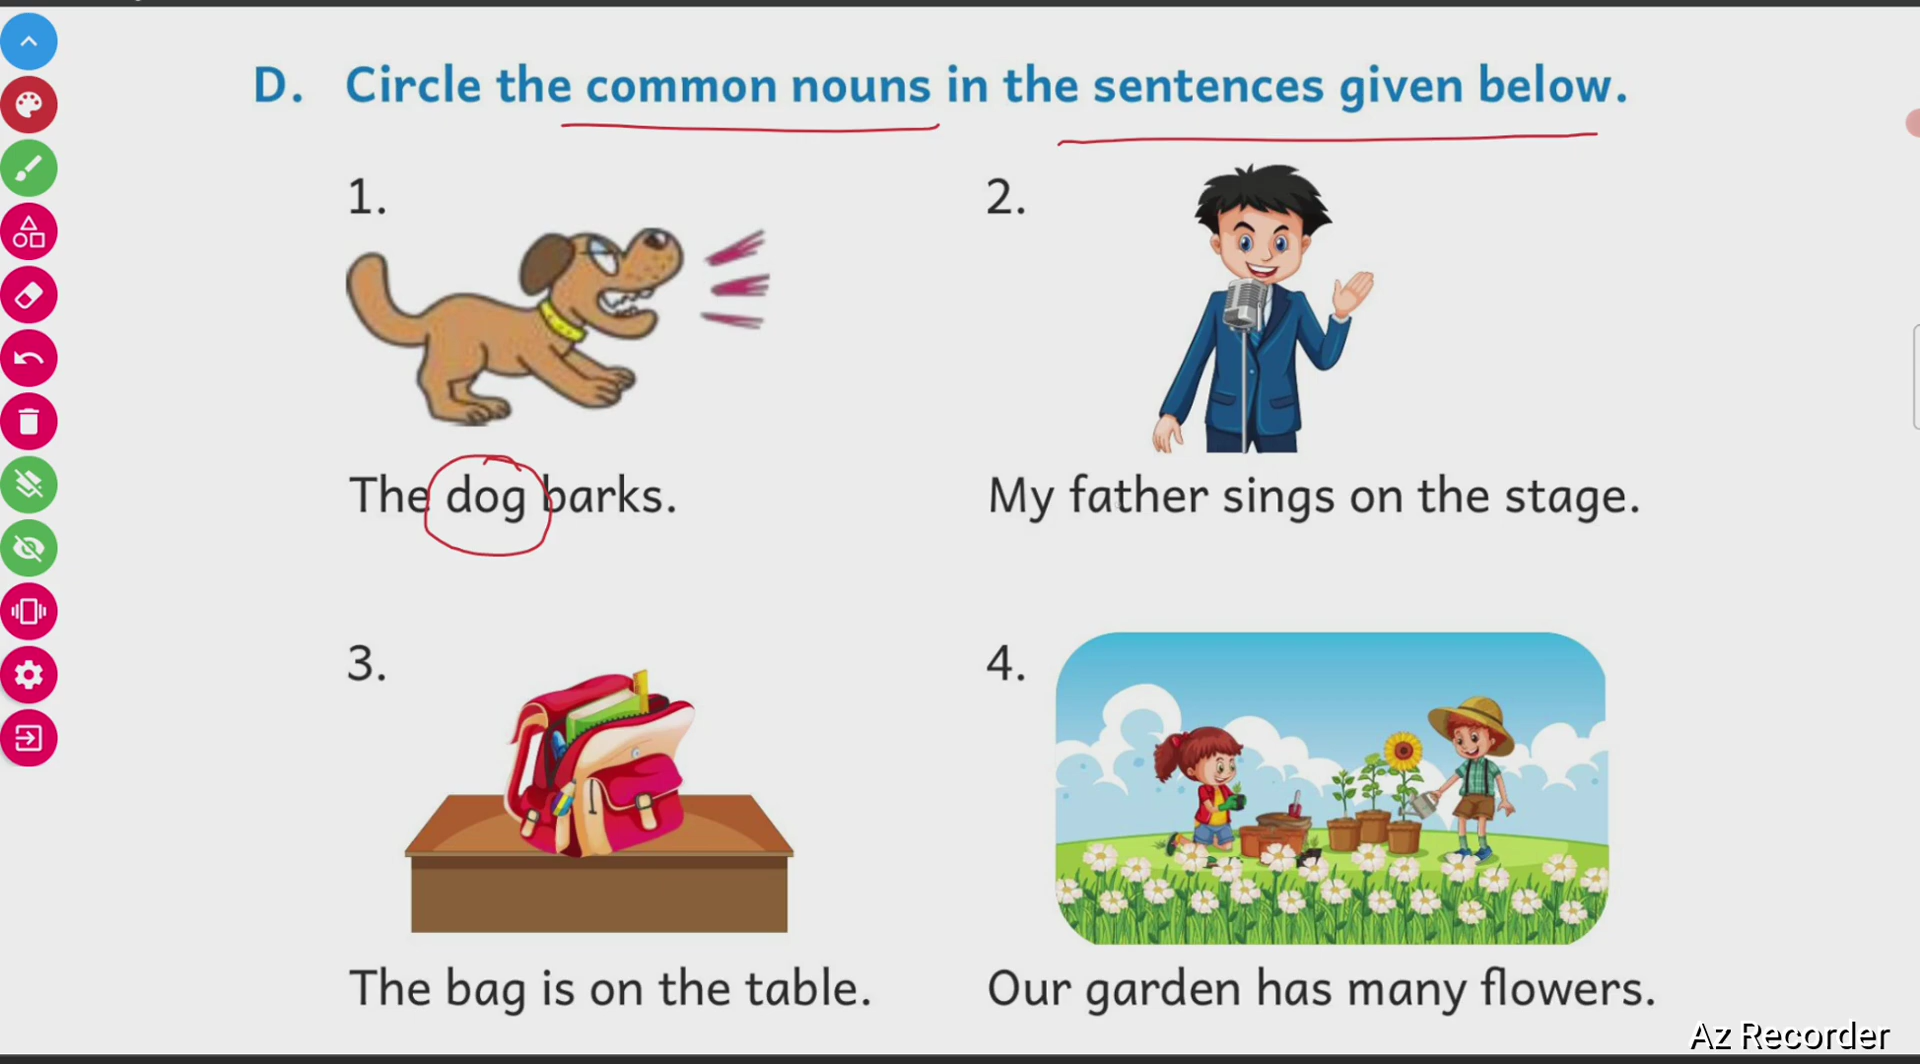 D. Circle the common nouns in the sentences given below.
1.
2.
The dog barks.
My father sings on the stage.
3.
4.
The bag is on the table.
Our garden has many flowers.
Az Recorder